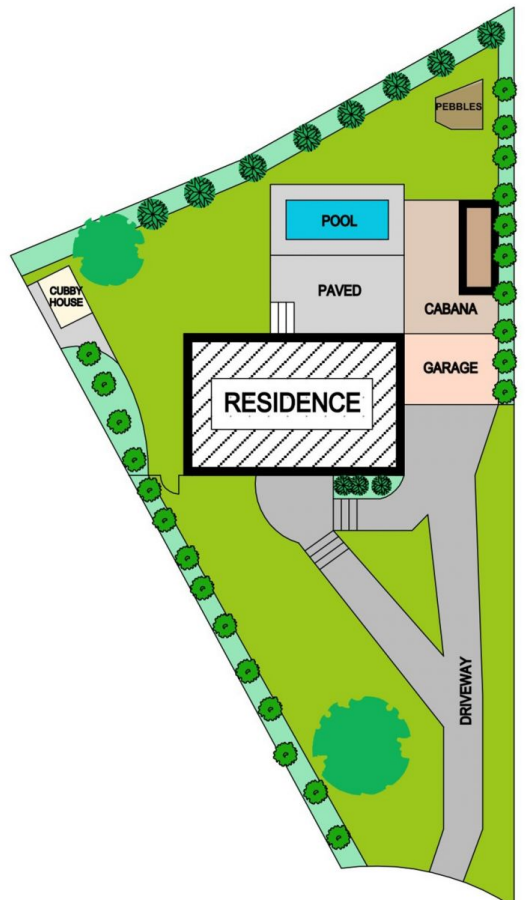 PEBBLES
POOL
CUBBY
HOUSE
PAVED
CABANA
GARAGE
RESIDENCE
DRIVEWAY